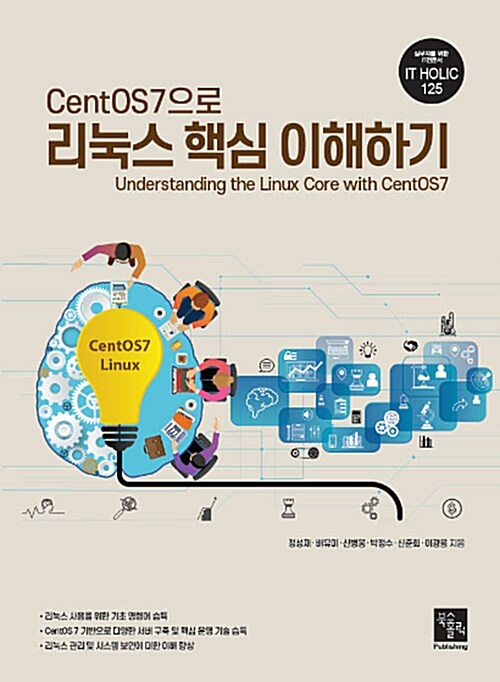 실무자를 위한
IT전문서
IT HOLIC
125
CentOS7으로
리눅스 핵심 이해하기
Understanding the Linux Core with CentOS7
CentOS7
Linux
정성재·배유미·신병웅·박정수·신준희·이광용 지음
• 리눅스 사용을 위한 기초 명령어 습득
• CentOS 7 기반으로 다양한 서버 구축 및 핵심 운영 기술 습득
• 리눅스 관리 및 시스템 보안에 대한 이해 향상
북스홀릭
Publishing